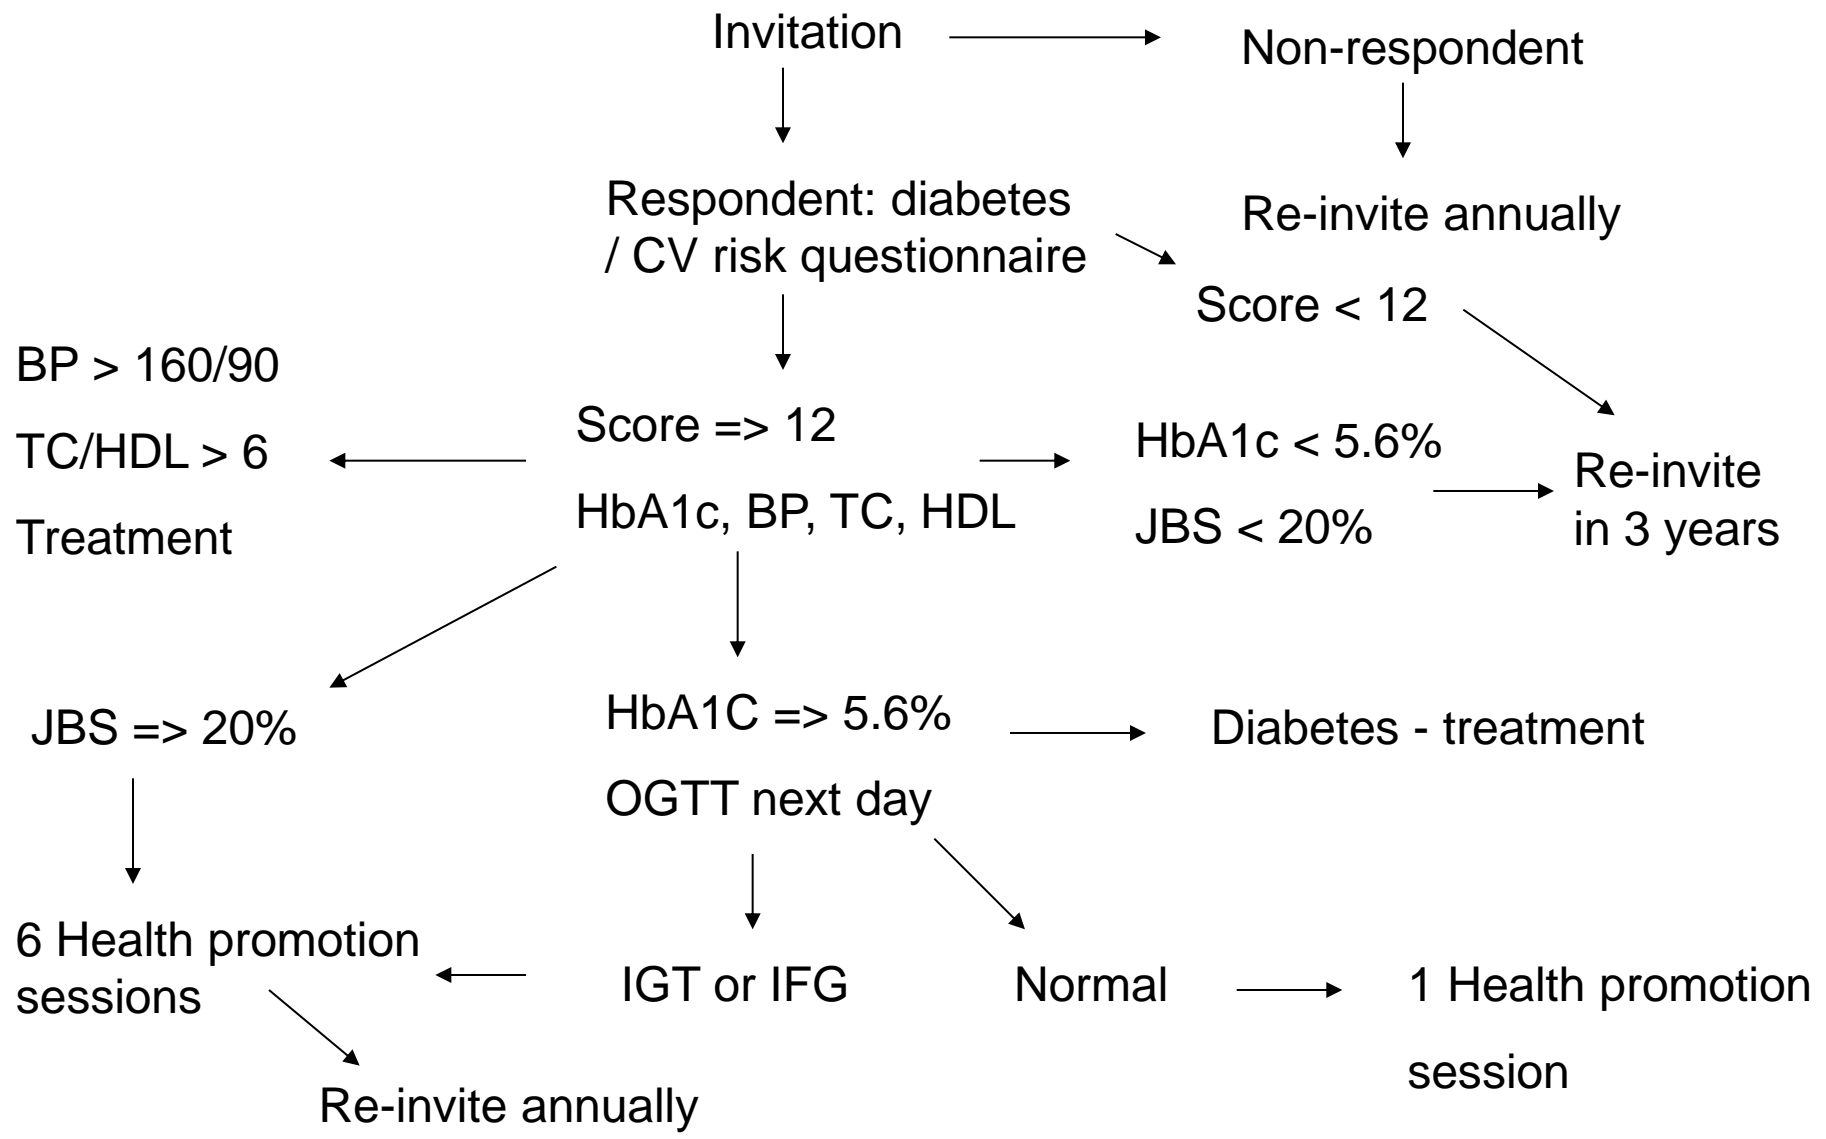 Invitation
Non-respondent
Respondent: diabetes
/ CV risk questionnaire
Re-invite annually
Score < 12
BP > 160/90
TC/HDL > 6
Treatment
Score => 12
HbA1c, BP, TC, HDL
HbA1c < 5.6%
JBS < 20%
Re-invite
in 3 years
JBS => 20%
HbA1C => 5.6%
OGTT next day
Diabetes - treatment
6 Health promotion
sessions
IGT or IFG
Normal
1 Health promotion
session
Re-invite annually